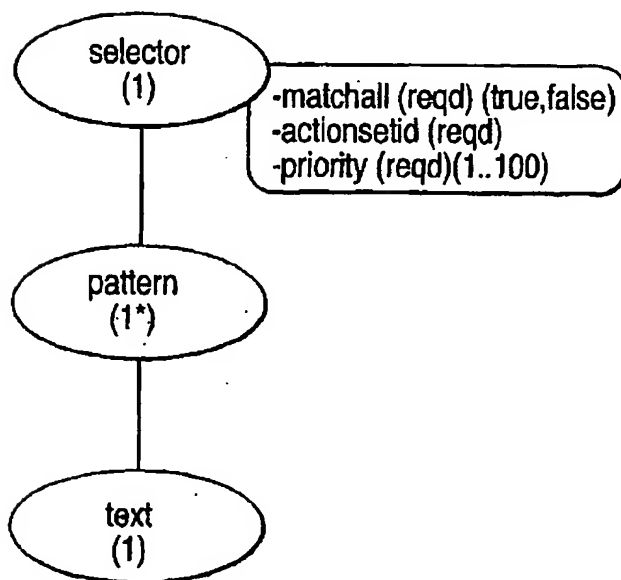 selector
(1)
-matchall (reqd) (true,false)
-actionsetid (reqd)
-priority (reqd)(1..100)
pattern
(1*)
text
(1)